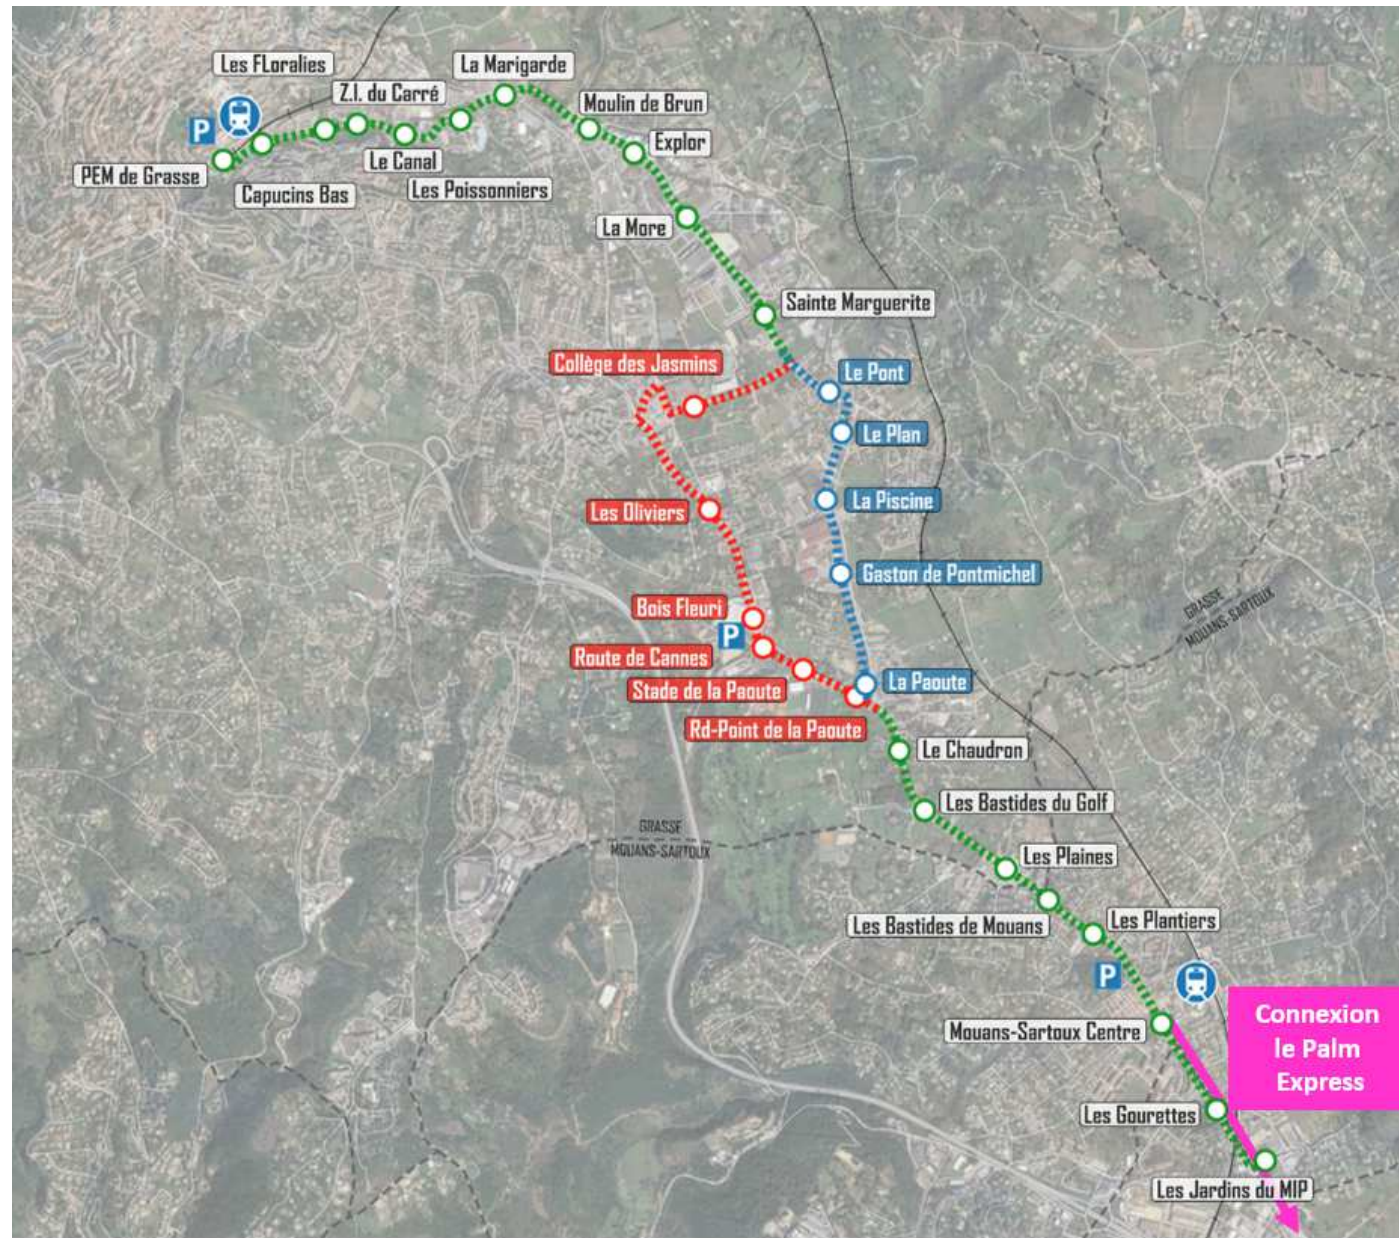 Les FLoralies
La Marigarde
Z.I. du Carré
Moulin de Brun
P
Explor
Le Canal
PEM de Grasse
Capucins Bas
Les Poissonniers
La More
Sainte Marguerite
Collège des Jasmins
Le Pont
Le Plan
La Piscine
Les Oliviers
Gaston de Pontmichel
GRASSE
MOUANS-SARTOUX
Bois Fleuri
P
Route de Cannes
Stade de la Paoute
La Paoute
Rd-Point de la Paoute
Le Chaudron
Les Bastides du Golf
GRASSE
MOUANS-SARTOUX
Les Plaines
Les Plantiers
Les Bastides de Mouans
P
Connexion
le Palm
Express
Mouans-Sartoux Centre
Les Gourettes
Les Jardins du MIP